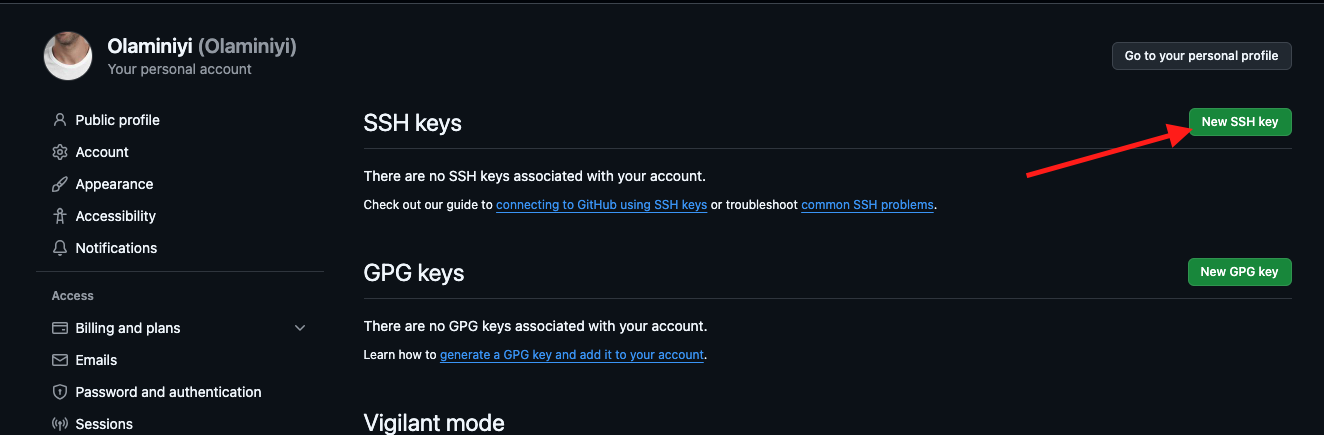 Olaminiyi (Olaminiyi)
Your personal account
Go to your personal profile
Public profile
Account
Appearance
Accessibility
Notifications
Access
Billing and plans
Emails
Password and authentication
Sessions
SSH keys
New SSH key
There are no SSH keys associated with your account.
Check out our guide to connecting to GitHub using SSH keys or troubleshoot common SSH problems.
GPG keys
New GPG key
There are no GPG keys associated with your account.
Learn how to generate a GPG key and add it to your account.
Vigilant mode